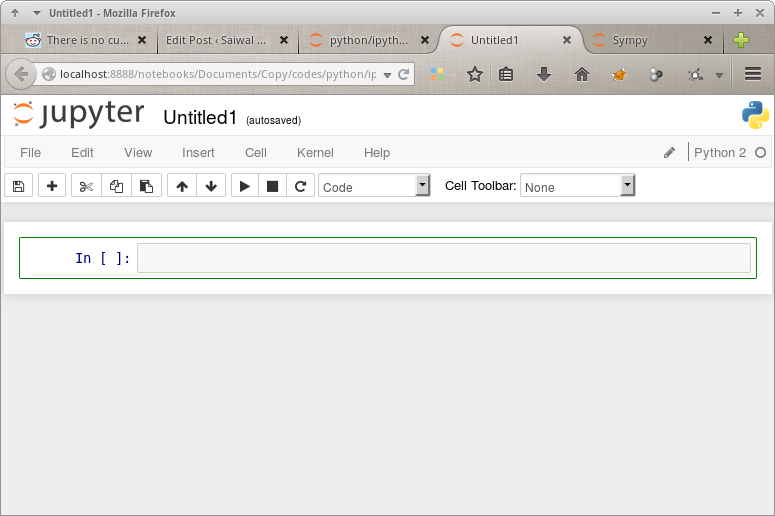 Untitled1 - Mozilla Firefox
There is no cu...
Edit Post ‹ Saiwal ...
python/ipyth...
Untitled1
Sympy
localhost:8888/notebooks/Documents/Copy/codes/python/ip
jupyter Untitled1 (autosaved)
File Edit View Insert Cell Kernel Help Python 2
Code Cell Toolbar: None
In [ ]: